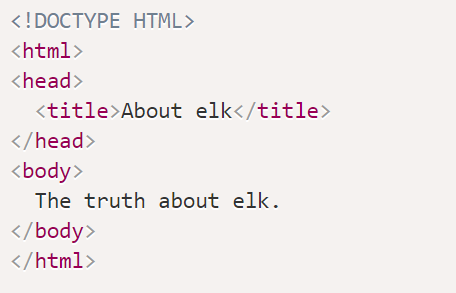 <!DOCTYPE HTML>
<html>
<head>
  <title>About elk</title>
</head>
<body>
  The truth about elk.
</body>
</html>